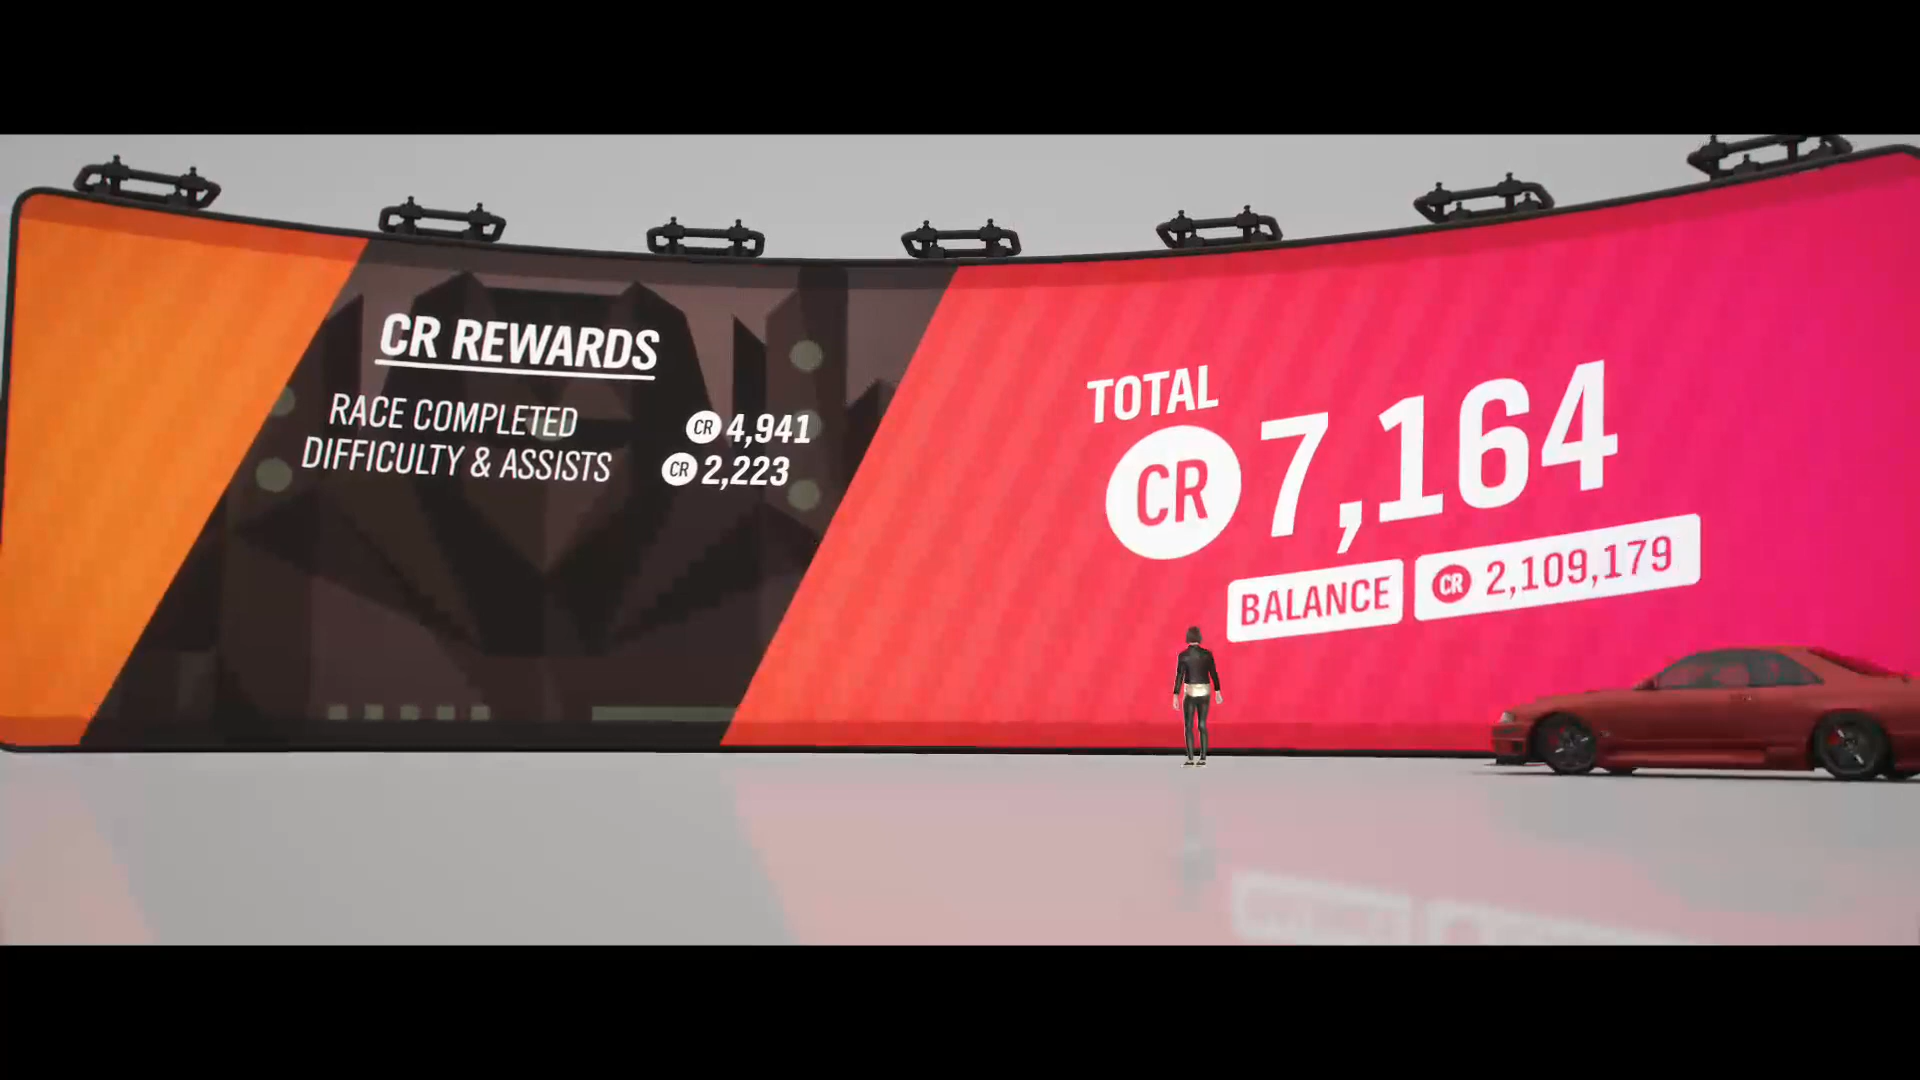 CR REWARDS
RACE COMPLETED CR 4,941
DIFFICULTY & ASSISTS CR 2,223
TOTAL
CR 7,164
BALANCE CR 2,109,179